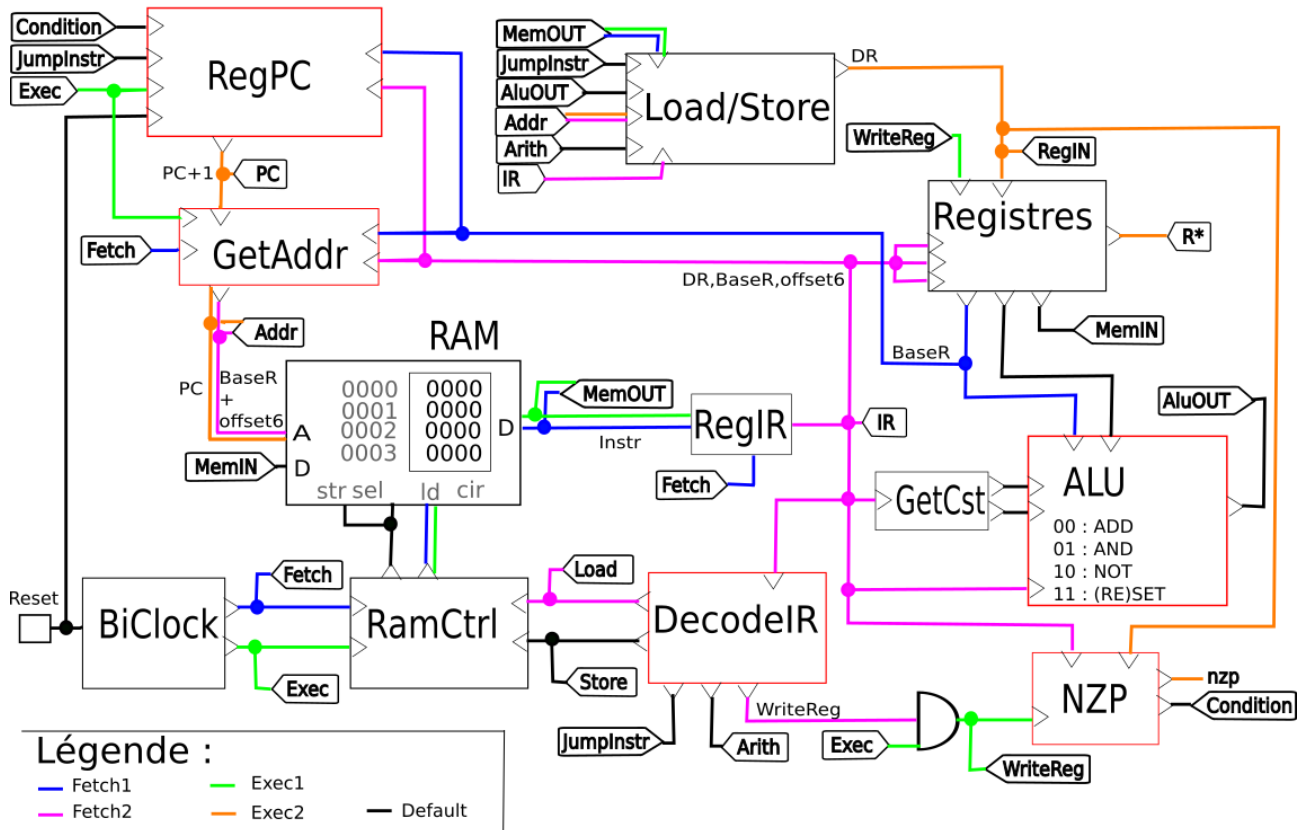 Condition
JumpInstr
Exec
RegPC
PC+1
PC
Fetch
GetAddr
Addr
MemOUT
JumpInstr
AluOUT
Addr
Arith
IR
Load/Store
DR
WriteReg
RegIN
Registres
R*
DR,BaseR,offset6
MemIN
BaseR
RAM
PC
BaseR
+
offset6
A
D
MemIN
0000
0001
0002
0003
0000
0000
0000
0000
D
str sel
ld
cir
MemOUT
Instr
RegIR
Fetch
IR
AluOUT
GetCst
ALU
00 : ADD
01 : AND
10 : NOT
11 : (RE)SET
Reset
BiClock
Fetch
Exec
RamCtrl
Load
Store
DecodeIR
JumpInstr
Arith
WriteReg
Exec
WriteReg
NZP
nzp
Condition
Légende :
Fetch1
Exec1
Fetch2
Exec2
Default